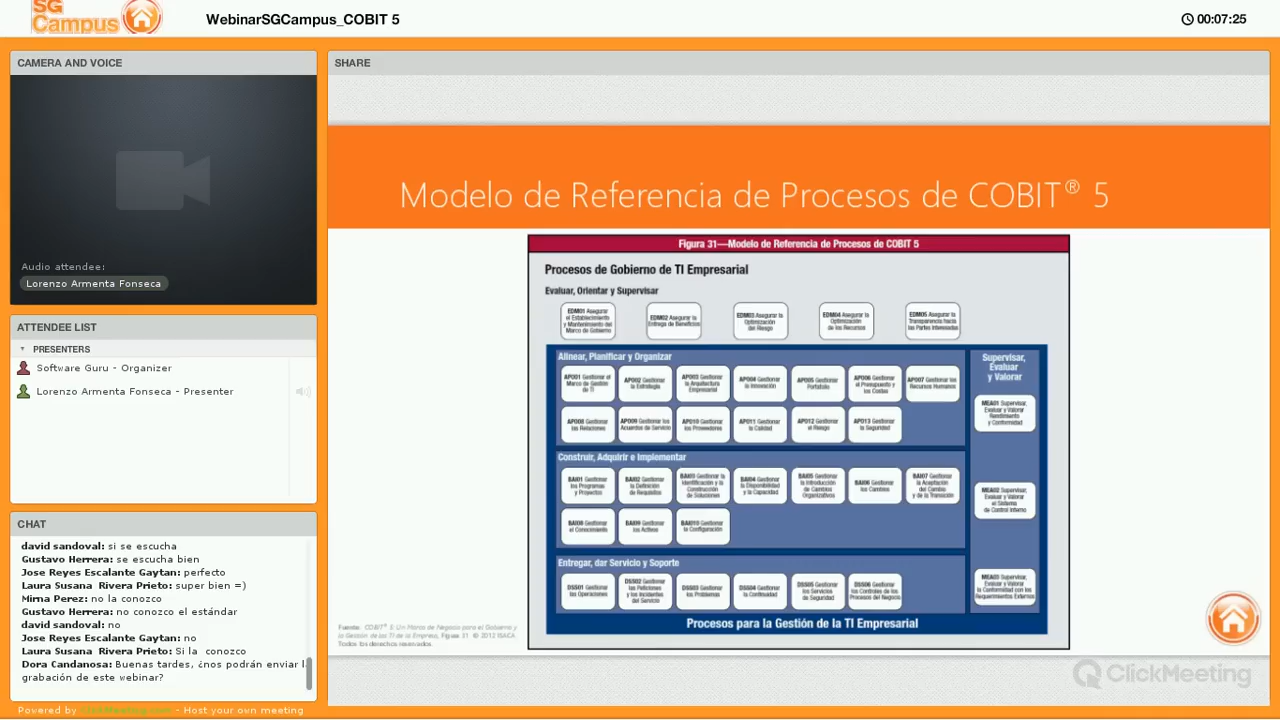 SG
Campus
WebinarSGCampus_COBIT 5
00:07:25
CAMERA AND VOICE
Audio attendee:
Lorenzo Armenta Fonseca
ATTENDEE LIST
PRESENTERS
Software Guru - Organizer
Lorenzo Armenta Fonseca - Presenter
CHAT
david sandoval: si se escucha
Gustavo Herrera: se escucha bien
Jose Reyes Escalante Gaytan: perfecto
Laura Susana Rivera Prieto: super bien =)
Mirna Perez: no la conozco
Gustavo Herrera: no conozco el estándar
david sandoval: no
Jose Reyes Escalante Gaytan: no
Laura Susana Rivera Prieto: Si la conozco
Dora Candanosa: Buenas tardes, ¿nos podrán enviar l
grabación de este webinar?
Powered by ClickMeeting.com - Host your own meeting
SHARE
Modelo de Referencia de Procesos de COBIT® 5
Figura 31—Modelo de Referencia de Procesos de COBIT 5
Procesos de Gobierno de TI Empresarial
Evaluar, Orientar y Supervisar
EDM01 Asegurar
el Establecimiento
y Mantenimiento del
Marco de Gobierno
EDM02 Asegurar la
Entrega de Beneficios
EDM03 Asegurar la
Optimización
del Riesgo
EDM04 Asegurar la
Optimización
de los Recursos
EDM05 Asegurar la
Transparencia hacia
las Partes Interesadas
Alinear, Planificar y Organizar
APO01 Gestionar el
Marco de Gestión
de TI
APO02 Gestionar
la Estrategia
APO03 Gestionar
la Arquitectura
Empresarial
APO04 Gestionar
la Innovación
APO05 Gestionar
Portafolio
APO06 Gestionar
el Presupuesto y
los Costes
APO07 Gestionar los
Recursos Humanos
APO08 Gestionar
las Relaciones
APO09 Gestionar los
Acuerdos de Servicio
APO10 Gestionar
los Proveedores
APO11 Gestionar
la Calidad
APO12 Gestionar
el Riesgo
APO13 Gestionar
la Seguridad
Construir, Adquirir e Implementar
BAI01 Gestionar
los Programas
y Proyectos
BAI02 Gestionar
la Definición de
Requisitos
BAI03 Gestionar la
Identificación y la
Construcción
de Soluciones
BAI04 Gestionar
la Disponibilidad
y la Capacidad
BAI05 Gestionar
la Introducción
de Cambios
Organizativos
BAI06 Gestionar
los Cambios
BAI07 Gestionar
la Aceptación
del Cambio
y de la Transición
BAI08 Gestionar
el Conocimiento
BAI09 Gestionar
los Activos
BAI010 Gestionar
la Configuración
Entregar, dar Servicio y Soporte
DSS01 Gestionar
las Operaciones
DSS02 Gestionar
las Peticiones
y los Incidentes
del Servicio
DSS03 Gestionar
los Problemas
DSS04 Gestionar
la Continuidad
DSS05 Gestionar
los Servicios
de Seguridad
DSS06 Gestionar
los Controles de los
Procesos del Negocio
Supervisar,
Evaluar
y Valorar
MEA01 Supervisar,
Evaluar y Valorar
Rendimiento
y Conformidad
MEA02 Supervisar,
Evaluar y Valorar
el Sistema
de Control Interno
MEA03 Supervisar,
Evaluar y Valorar
la Conformidad con los
Requerimientos Externos
Procesos para la Gestión de la TI Empresarial
Fuente: COBIT® 5: Un Marco de Negocio para el Gobierno y
la Gestión de las TI de la Empresa, Figura 31 © 2012 ISACA
Todos los derechos reservados.
ClickMeeting